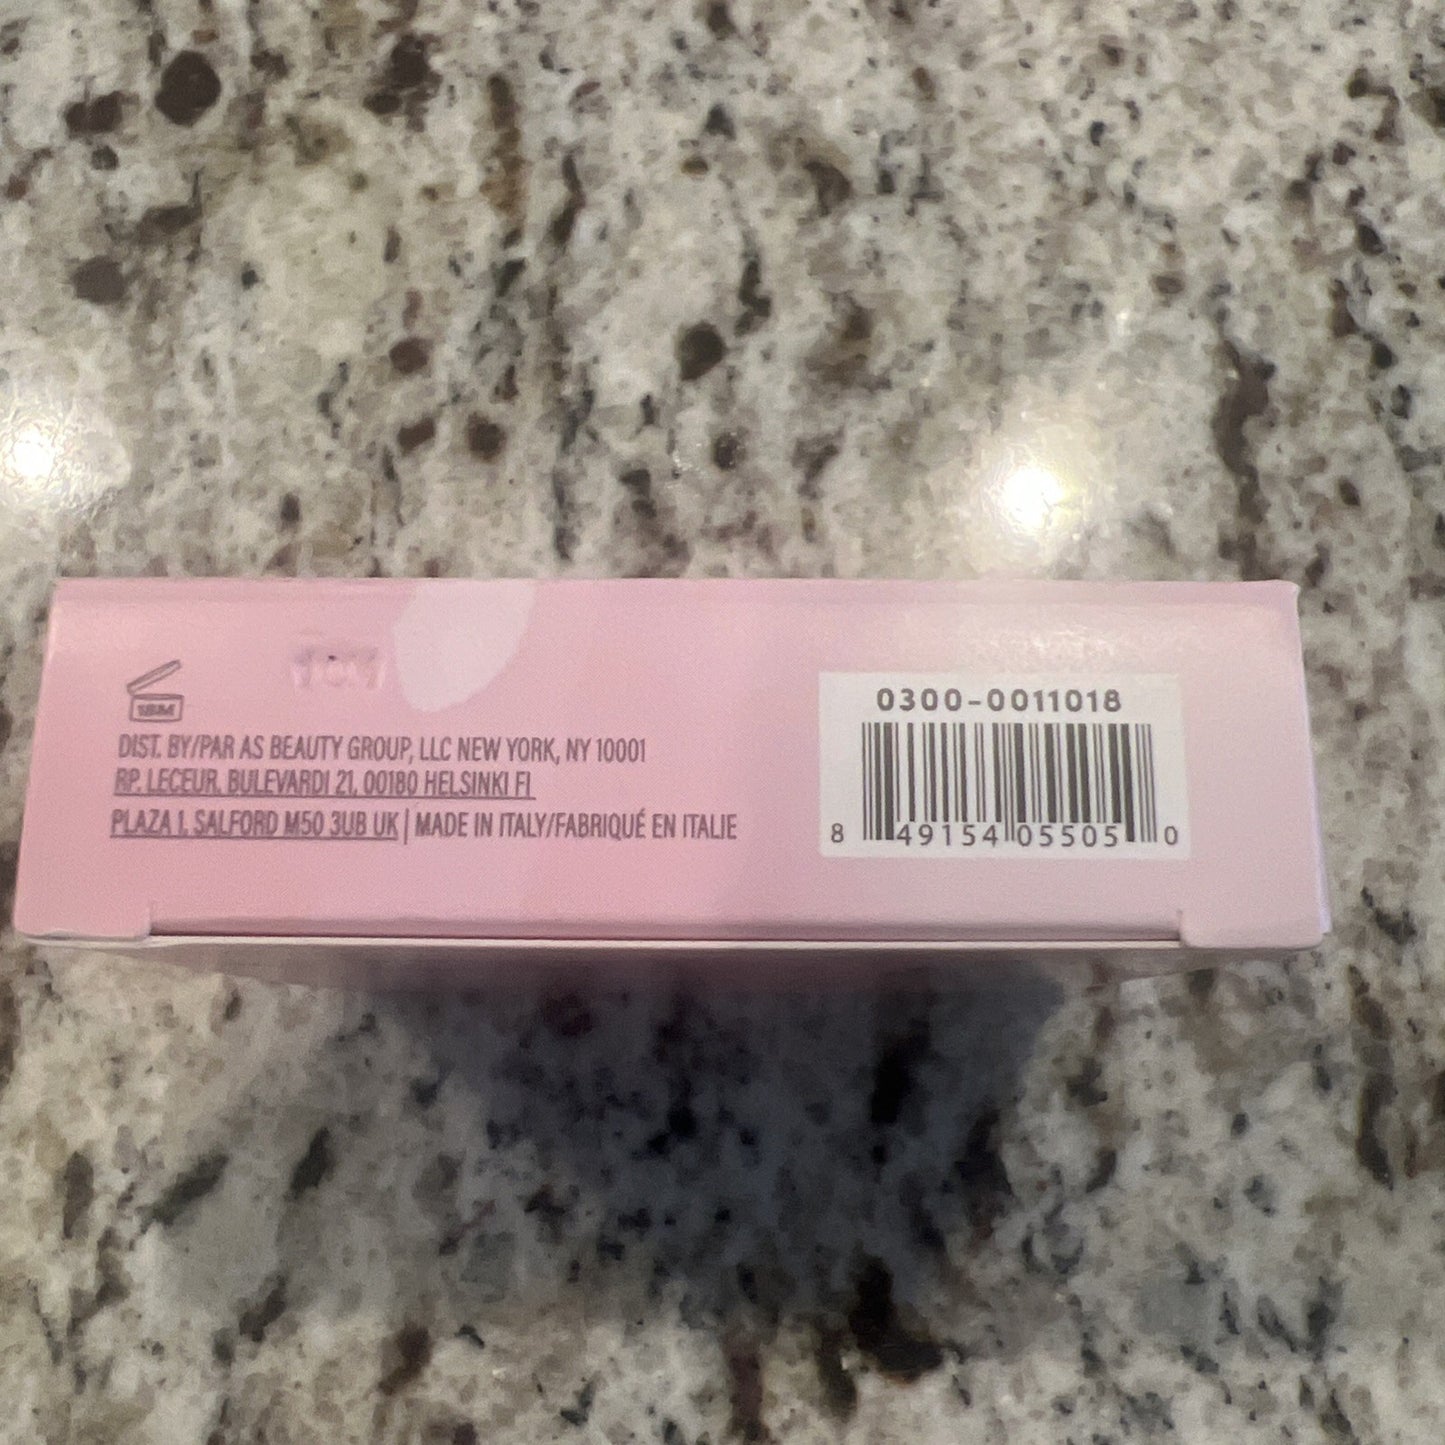 18M
DIST. BY/PAR AS BEAUTY GROUP, LLC NEW YORK, NY 10001
RP. LECEUR. BULEVARDI 21, 00180 HELSINKI FI
PLAZA 1, SALFORD M50 3UB UK | MADE IN ITALY/FABRIQUÉ EN ITALIE
0300-0011018
8 49154 05505 0